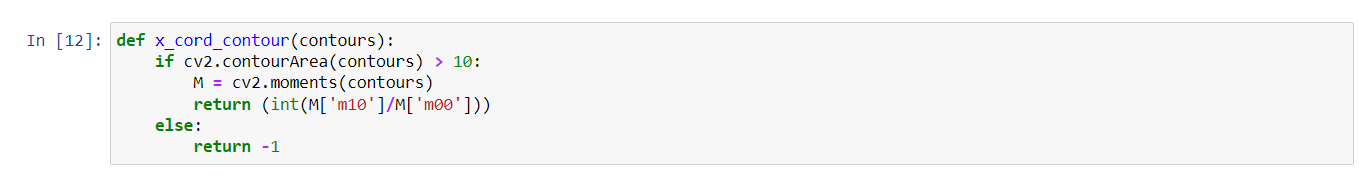 In [12]: def x_cord_contour(contours):
    if cv2.contourArea(contours) > 10:
        M = cv2.moments(contours)
        return (int(M['m10']/M['m00']))
    else:
        return -1